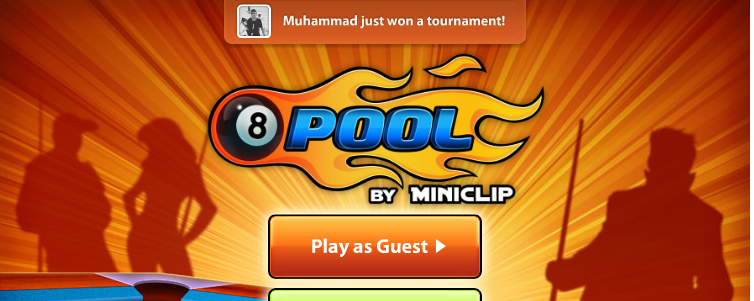 Muhammad just won a tournament!
8
POOL
BY MINICLIP
Play as Guest